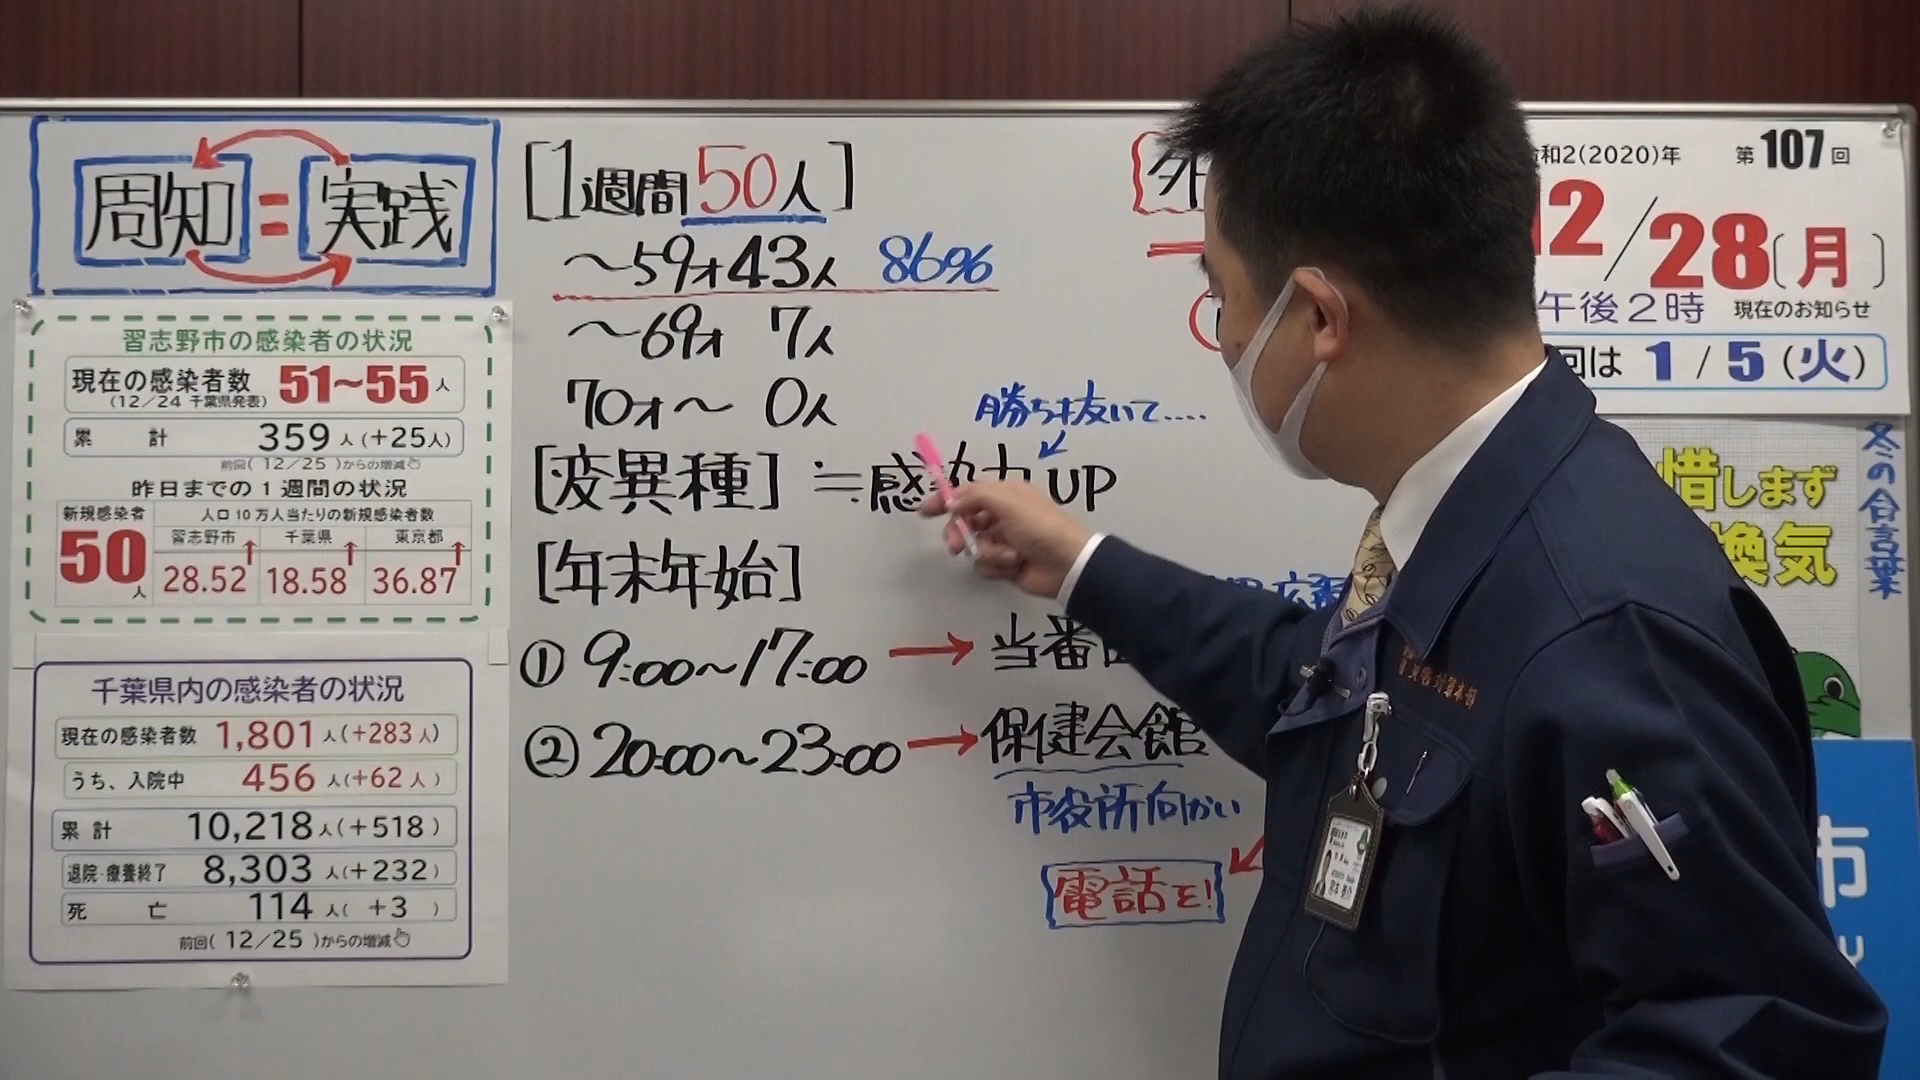 周知=実践
習志野市の感染者の状況
現在の感染者数 51~55人
(12/24 千葉県発表)
累計 359人(+25人)
前回(12/25)からの増減
昨日までの1週間の状況
新規感染者 50人
人口10万人当たりの新規感染者数
習志野市↑ 千葉県↑ 東京都↑
28.52 18.58 36.87
千葉県内の感染者の状況
現在の感染者数 1,801人(+283人)
うち、入院中 456人(+62人)
累計 10,218人(+518)
退院・療養終了 8,303人(+232)
死亡 114人(+3)
前回(12/25)からの増減
[1週間50人]
~59才43人 86%
~69才 7人
70才~ 0人
勝ち抜いて....
[変異種]≒感染力UP
[年末年始]
①9:00~17:00→当番
②20:00~23:00→保健会館
市役所向かい
電話を!
外
和2(2020)年 第107回
12/28(月)
午後2時 現在のお知らせ
回は 1/5(火)
惜しまず
換気
冬の合言葉
広
対策本部
市